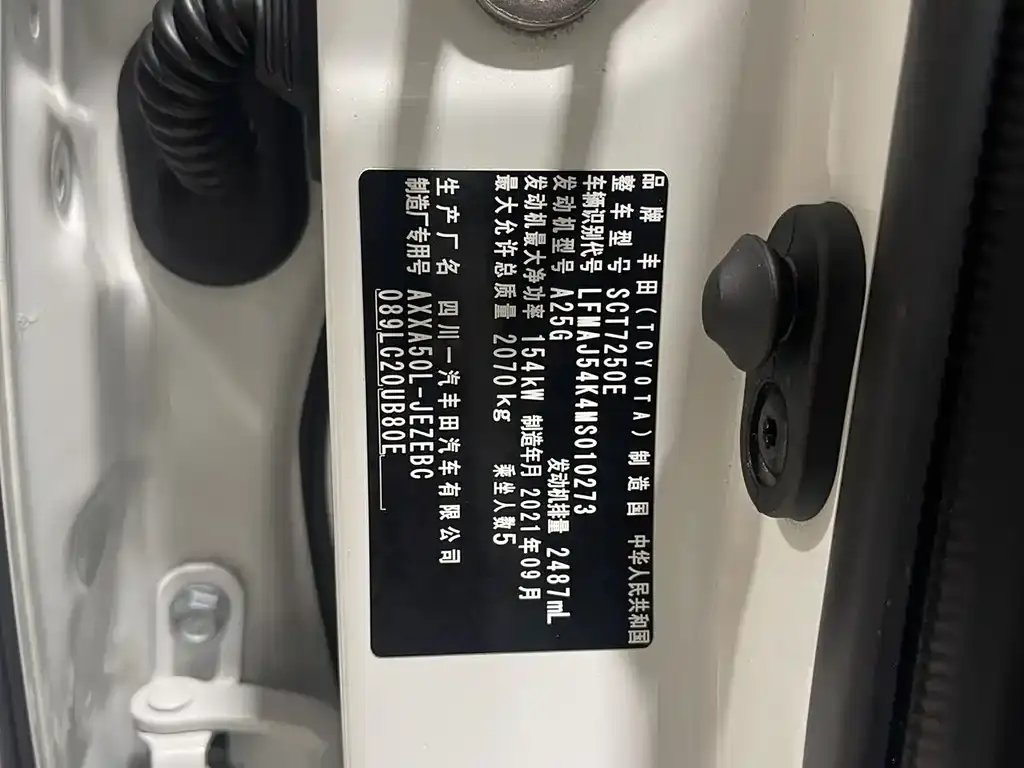 品牌 丰田(TOYOTA) 制造国 中华人民共和国
整车型号 SCT7250E
车辆识别代号 LFMAJ54K4MS010273
发动机型号 A25G 发动机排量 2487mL
发动机最大净功率 154kW 制造年月 2021年09月
最大允许总质量 2070kg 乘坐人数5
生产厂名 四川一汽丰田汽车有限公司
制造厂专用号 AXXA50L-JEZEBC
089LC20UBB0E